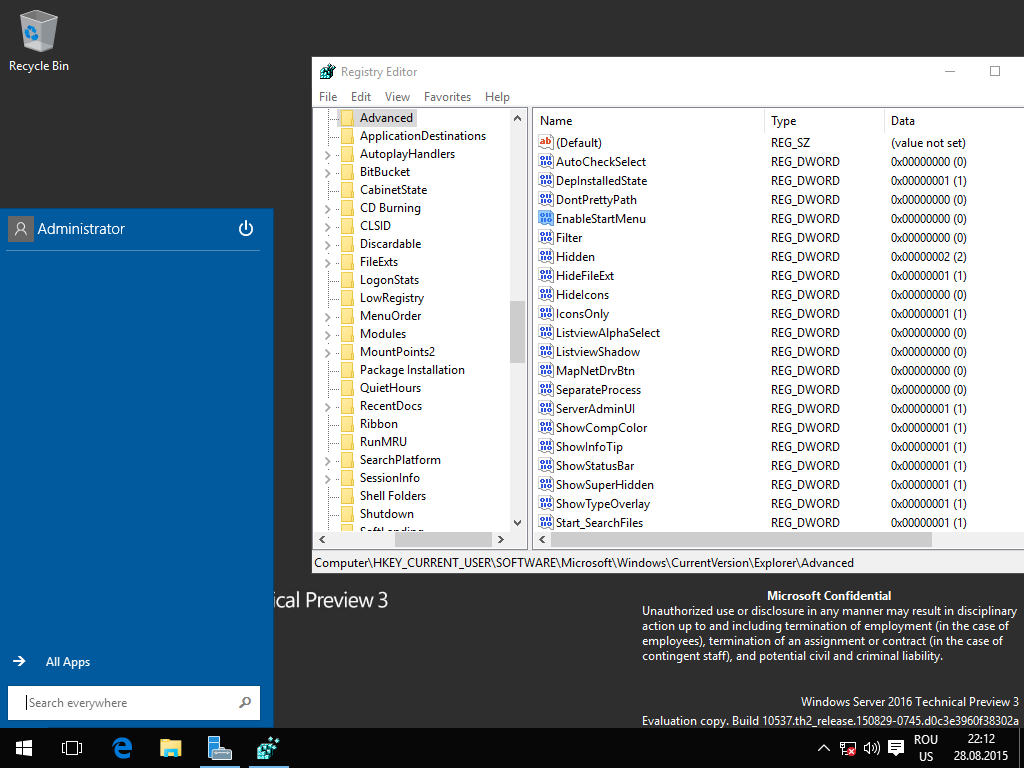 Recycle Bin
Registry Editor
File Edit View Favorites Help
Advanced
ApplicationDestinations
AutoplayHandlers
BitBucket
CabinetState
CD Burning
CLSID
Discardable
FileExts
LogonStats
LowRegistry
MenuOrder
Modules
MountPoints2
Package Installation
QuietHours
RecentDocs
Ribbon
RunMRU
SearchPlatform
SessionInfo
Shell Folders
Shutdown
Name Type Data
(Default) REG_SZ (value not set)
AutoCheckSelect REG_DWORD 0x00000000 (0)
DepInstalledState REG_DWORD 0x00000001 (1)
DontPrettyPath REG_DWORD 0x00000000 (0)
EnableStartMenu REG_DWORD 0x00000000 (0)
Filter REG_DWORD 0x00000000 (0)
Hidden REG_DWORD 0x00000002 (2)
HideFileExt REG_DWORD 0x00000001 (1)
HideIcons REG_DWORD 0x00000000 (0)
IconsOnly REG_DWORD 0x00000001 (1)
ListviewAlphaSelect REG_DWORD 0x00000000 (0)
ListviewShadow REG_DWORD 0x00000000 (0)
MapNetDrvBtn REG_DWORD 0x00000000 (0)
SeparateProcess REG_DWORD 0x00000000 (0)
ServerAdminUI REG_DWORD 0x00000001 (1)
ShowCompColor REG_DWORD 0x00000001 (1)
ShowInfoTip REG_DWORD 0x00000001 (1)
ShowStatusBar REG_DWORD 0x00000001 (1)
ShowSuperHidden REG_DWORD 0x00000001 (1)
ShowTypeOverlay REG_DWORD 0x00000001 (1)
Start_SearchFiles REG_DWORD 0x00000001 (1)
Computer\HKEY_CURRENT_USER\SOFTWARE\Microsoft\Windows\CurrentVersion\Explorer\Advanced
Administrator
All Apps
Search everywhere
ical Preview 3
Microsoft Confidential
Unauthorized use or disclosure in any manner may result in disciplinary
action up to and including termination of employment (in the case of
employees), termination of an assignment or contract (in the case of
contingent staff), and potential civil and criminal liability.
Windows Server 2016 Technical Preview 3
Evaluation copy. Build 10537.th2_release.150829-0745.d0c3e3960f38302a
ROU
US
22:12
28.08.2015